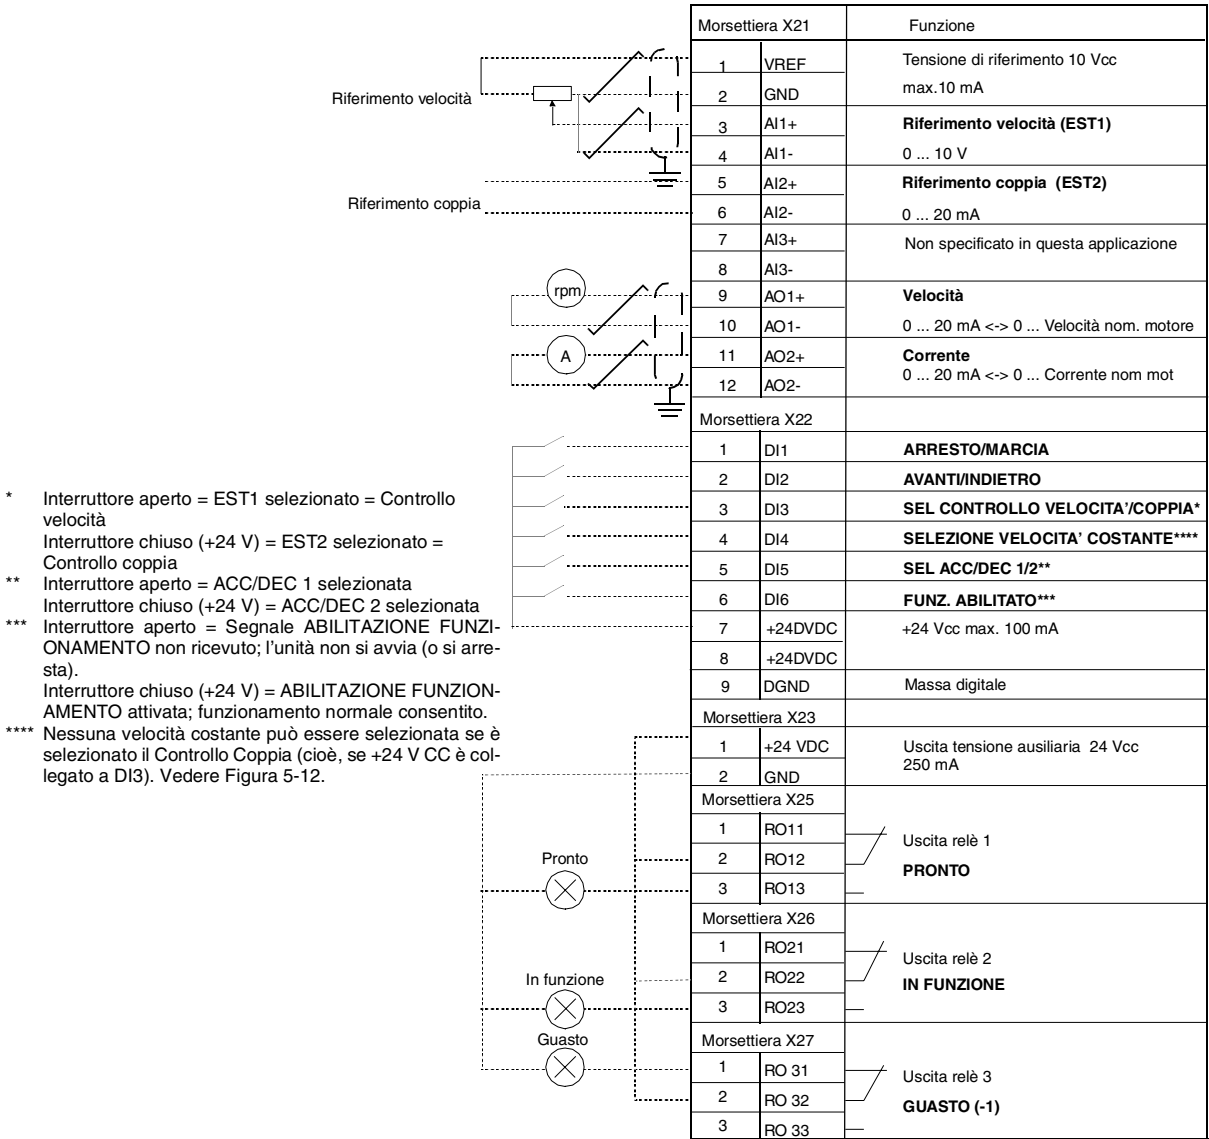 Morsettiera X21 Funzione
1 VREF Tensione di riferimento 10 Vcc
2 GND max.10 mA
Riferimento velocità
3 AI1+ Riferimento velocità (EST1)
4 AI1- 0 ... 10 V
5 AI2+ Riferimento coppia (EST2)
Riferimento coppia
6 AI2- 0 ... 20 mA
7 AI3+ Non specificato in questa applicazione
8 AI3-
rpm
9 AO1+ Velocità
10 AO1- 0 ... 20 mA <-> 0 ... Velocità nom. motore
A
11 AO2+ Corrente
12 AO2- 0 ... 20 mA <-> 0 ... Corrente nom mot
Morsettiera X22
1 DI1 ARRESTO/MARCIA
2 DI2 AVANTI/INDIETRO
3 DI3 SEL CONTROLLO VELOCITA'/COPPIA*
4 DI4 SELEZIONE VELOCITA' COSTANTE****
5 DI5 SEL ACC/DEC 1/2**
6 DI6 FUNZ. ABILITATO***
7 +24DVDC +24 Vcc max. 100 mA
8 +24DVDC
9 DGND Massa digitale
* Interruttore aperto = EST1 selezionato = Controllo
velocità
Interruttore chiuso (+24 V) = EST2 selezionato =
Controllo coppia
** Interruttore aperto = ACC/DEC 1 selezionata
Interruttore chiuso (+24 V) = ACC/DEC 2 selezionata
*** Interruttore aperto = Segnale ABILITAZIONE FUNZI-
ONAMENTO non ricevuto; l'unità non si avvia (o si arre-
sta).
Interruttore chiuso (+24 V) = ABILITAZIONE FUNZION-
AMENTO attivata; funzionamento normale consentito.
**** Nessuna velocità costante può essere selezionata se è
selezionato il Controllo Coppia (cioè, se +24 V CC è col-
legato a DI3). Vedere Figura 5-12.
Morsettiera X23
1 +24 VDC Uscita tensione ausiliaria 24 Vcc
250 mA
2 GND
Morsettiera X25
1 RO11 Uscita relè 1
2 RO12 PRONTO
Pronto
3 RO13
Morsettiera X26
1 RO21 Uscita relè 2
2 RO22 IN FUNZIONE
In funzione
3 RO23
Guasto
Morsettiera X27
1 RO 31 Uscita relè 3
2 RO 32 GUASTO (-1)
3 RO 33